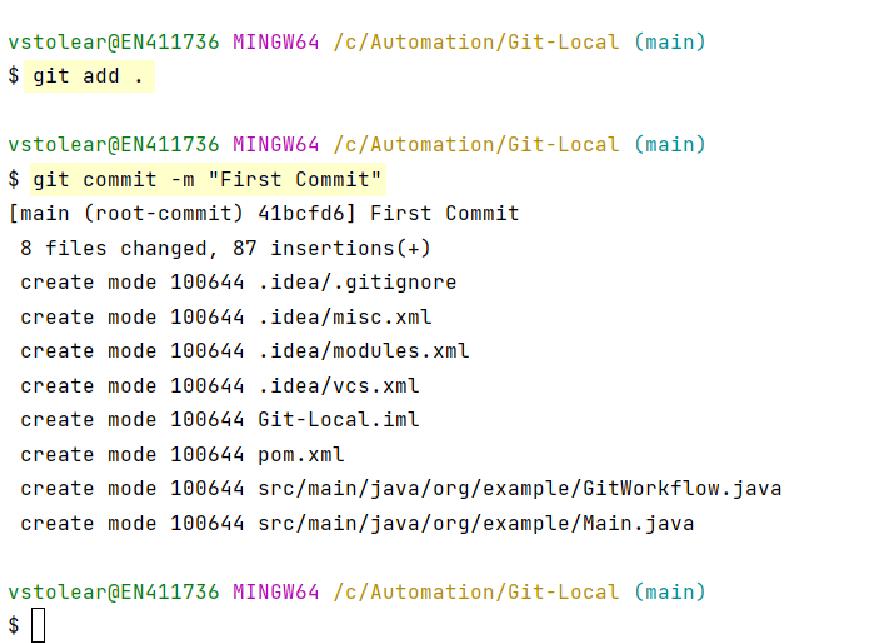 vstolear@EN411736 MINGW64 /c/Automation/Git-Local (main)
$ git add .
vstolear@EN411736 MINGW64 /c/Automation/Git-Local (main)
$ git commit -m "First Commit"
[main (root-commit) 41bcfd6] First Commit
 8 files changed, 87 insertions(+)
 create mode 100644 .idea/.gitignore
 create mode 100644 .idea/misc.xml
 create mode 100644 .idea/modules.xml
 create mode 100644 .idea/vcs.xml
 create mode 100644 Git-Local.iml
 create mode 100644 pom.xml
 create mode 100644 src/main/java/org/example/GitWorkflow.java
 create mode 100644 src/main/java/org/example/Main.java
vstolear@EN411736 MINGW64 /c/Automation/Git-Local (main)
$